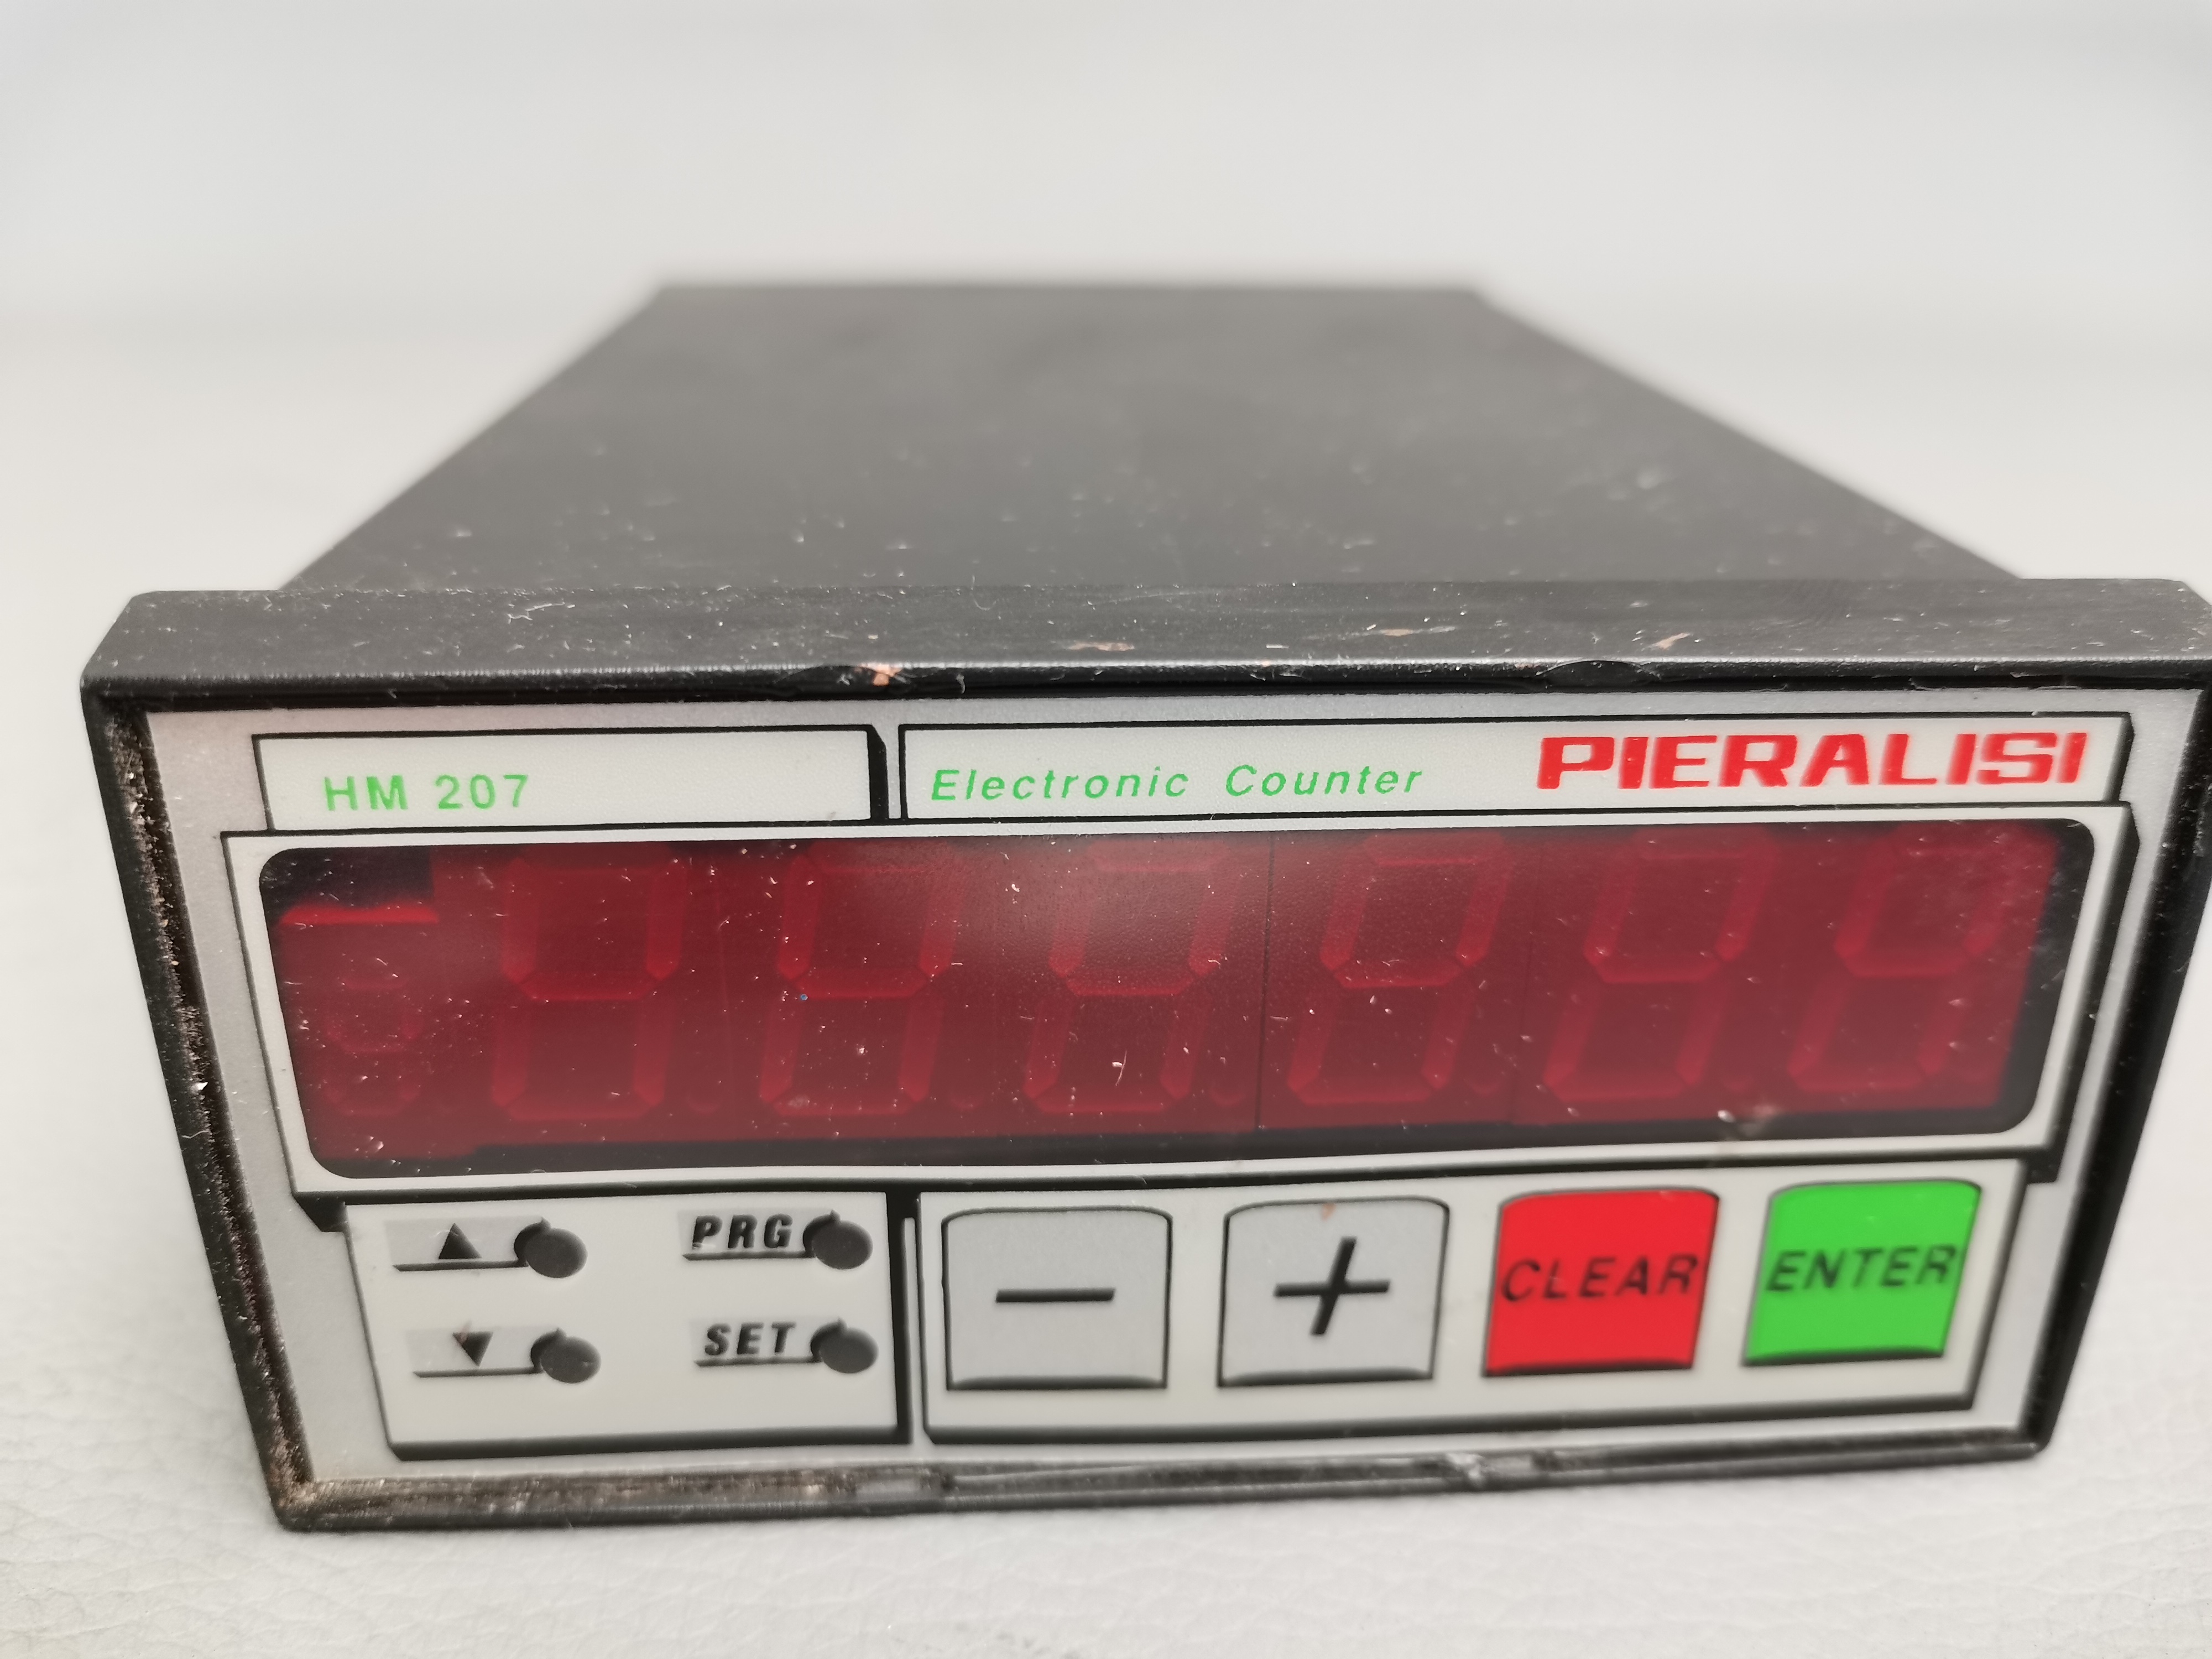 HM 207
Electronic Counter PIERALISI
▲ PRG
▼ SET
− + CLEAR ENTER